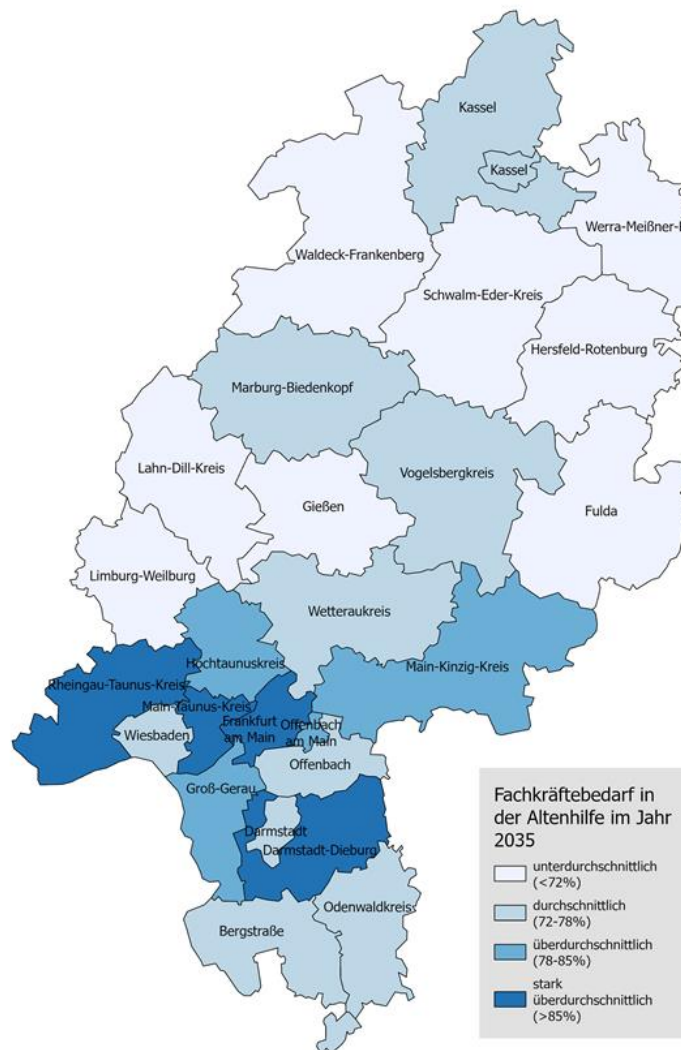 Kassel
Kassel
Werra-Meißner-
Waldeck-Frankenberg
Schwalm-Eder-Kreis
Hersfeld-Rotenburg
Marburg-Biedenkopf
Lahn-Dill-Kreis
Vogelsbergkreis
Gießen
Fulda
Limburg-Weilburg
Wetteraukreis
Hochtaunuskreis
Main-Kinzig-Kreis
Rheingau-Taunus-Kreis
Main-Taunus-Kreis
Frankfurt
am Main
Offenbach
am Main
Wiesbaden
Offenbach
Groß-Gerau
Darmstadt
Darmstadt-Dieburg
Odenwaldkreis
Bergstraße
Fachkräftebedarf in
der Altenhilfe im Jahr
2035
unterdurchschnittlich
(<72%)
durchschnittlich
(72-78%)
überdurchschnittlich
(78-85%)
stark
überdurchschnittlich
(>85%)